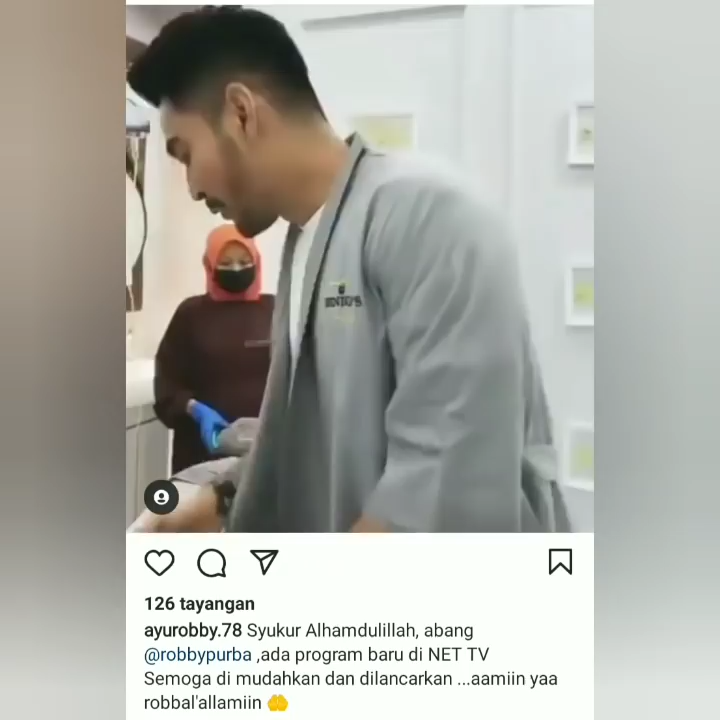 126 tayangan
ayurobby.78 Syukur Alhamdulillah, abang
@robbypurba ,ada program baru di NET TV
Semoga di mudahkan dan dilancarkan ...aamiin yaa
robbal'allamiin 🤲